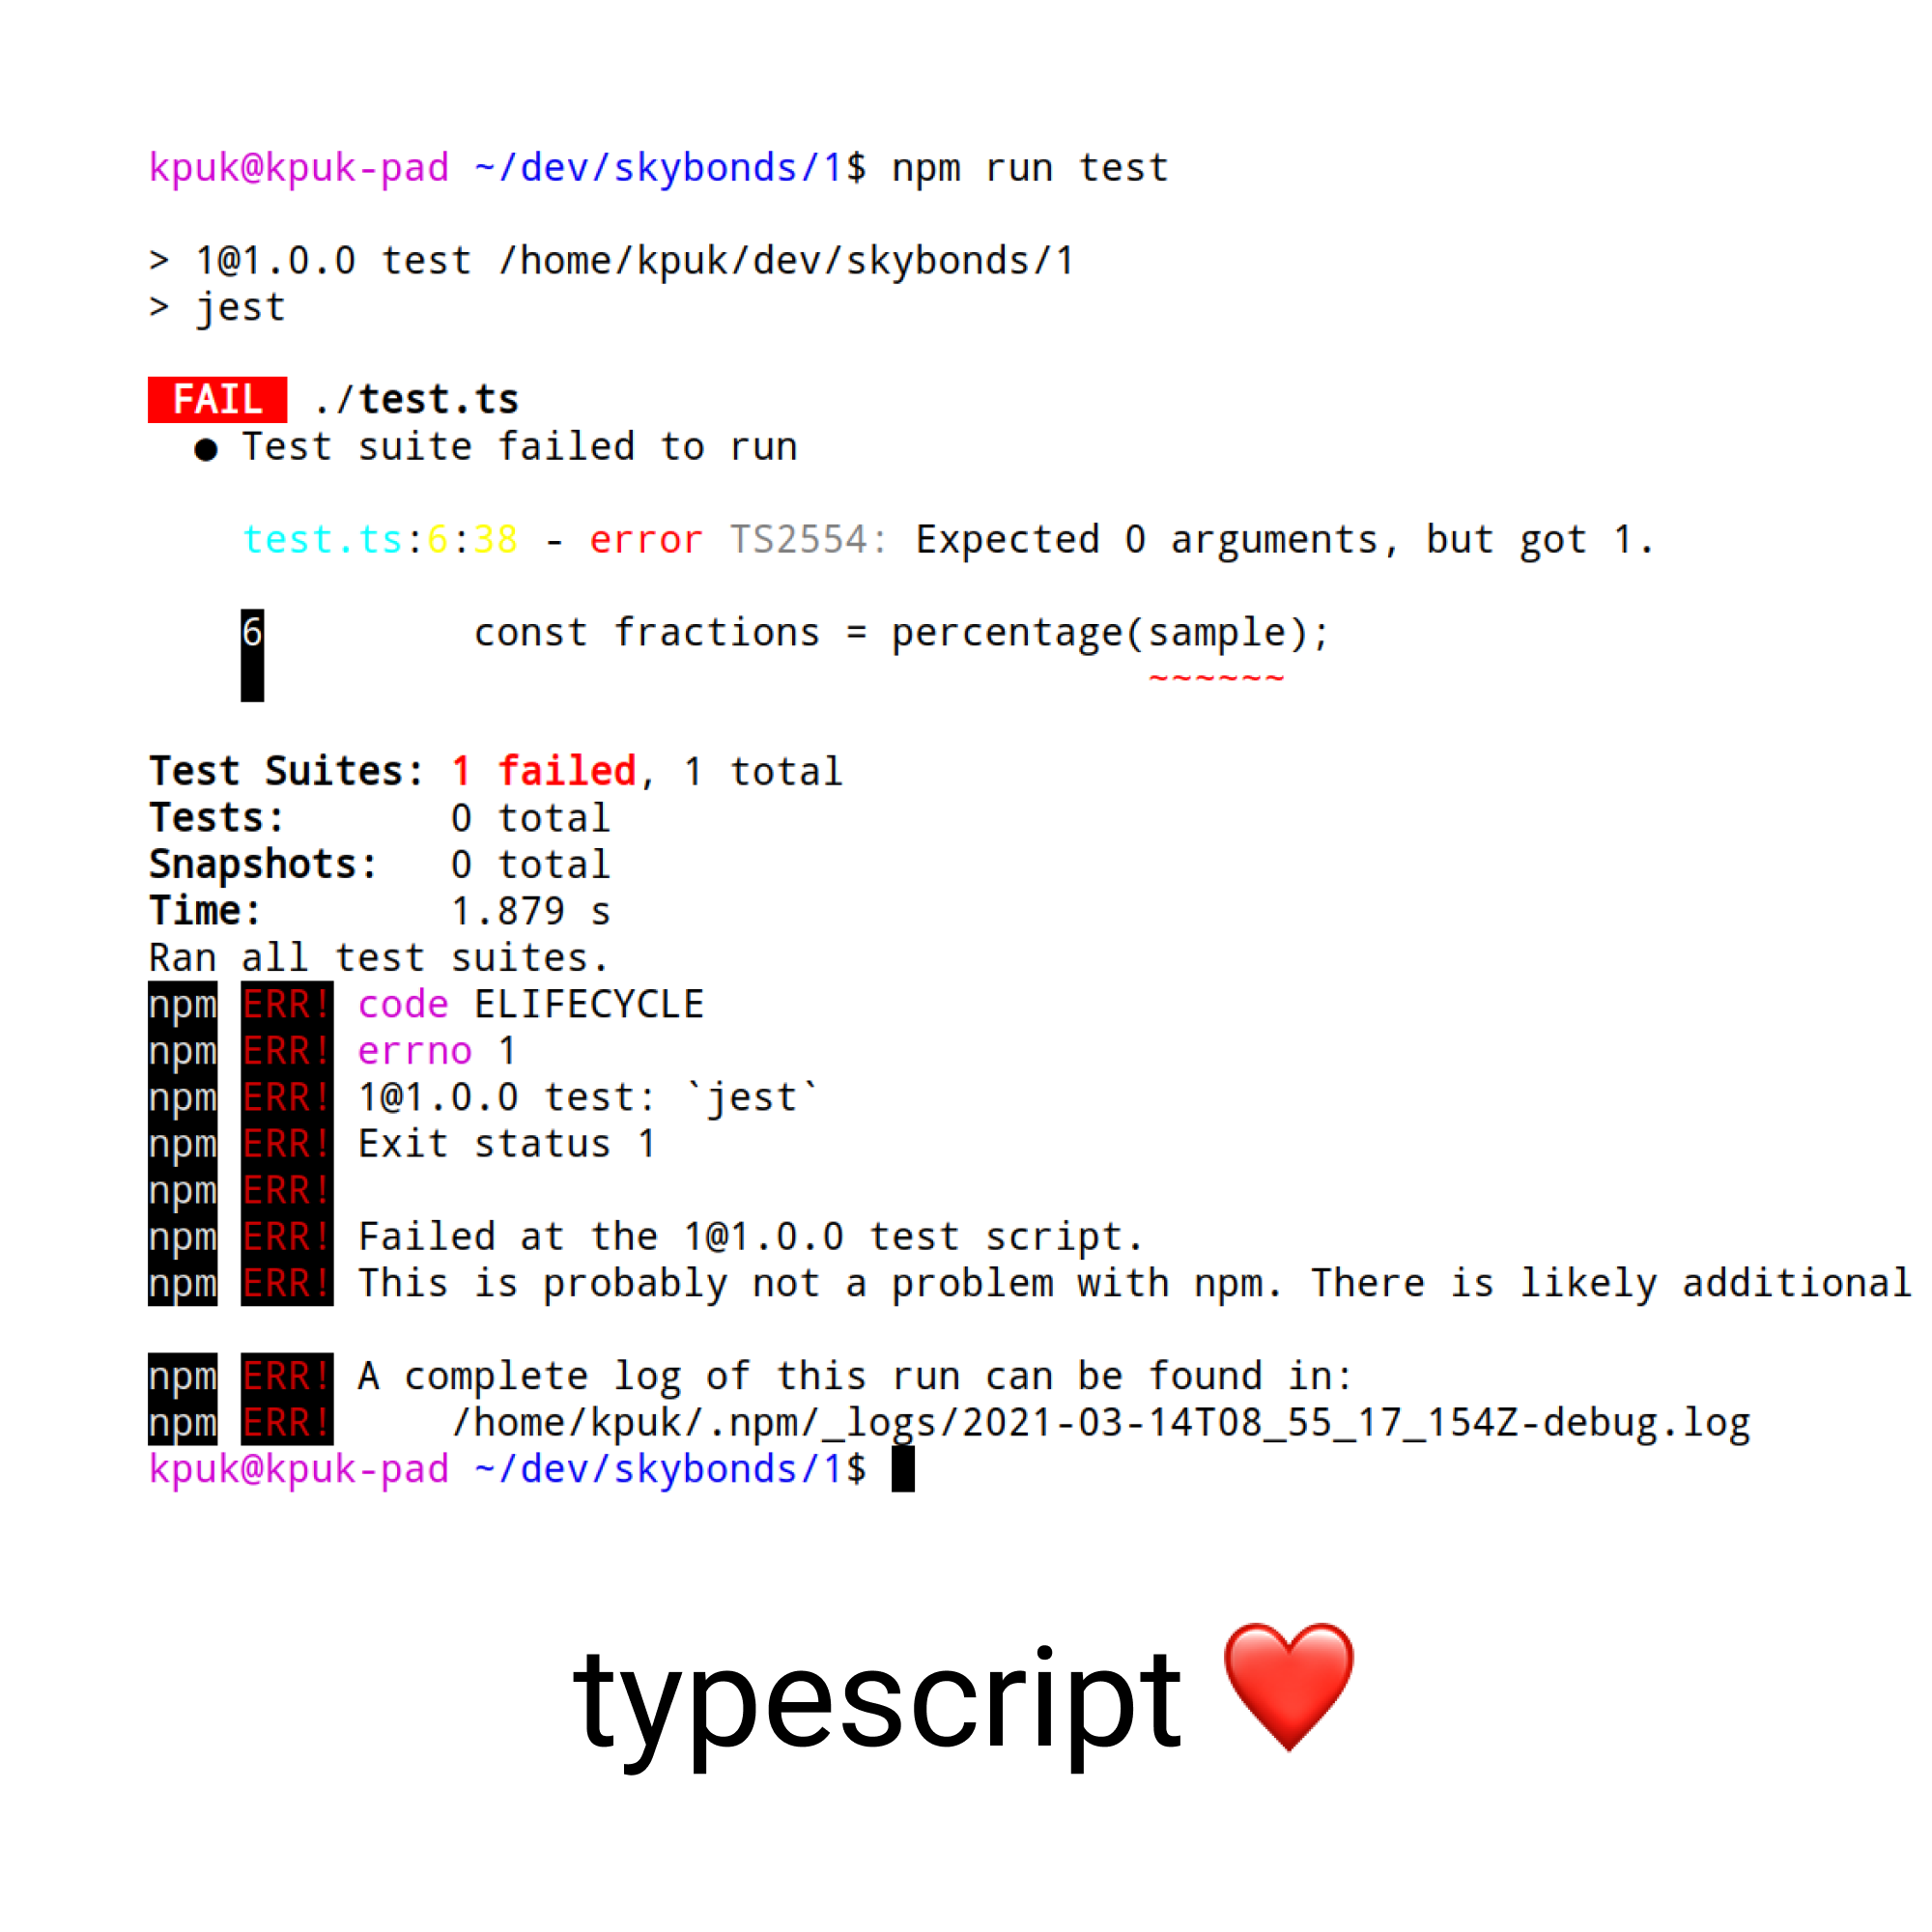 kpuk@kpuk-pad ~/dev/skybonds/1$ npm run test
> 1@1.0.0 test /home/kpuk/dev/skybonds/1
> jest
FAIL ./test.ts
● Test suite failed to run
test.ts:6:38 - error TS2554: Expected 0 arguments, but got 1.
6 const fractions = percentage(sample);
~~~~~~
Test Suites: 1 failed, 1 total
Tests: 0 total
Snapshots: 0 total
Time: 1.879 s
Ran all test suites.
npm ERR! code ELIFECYCLE
npm ERR! errno 1
npm ERR! 1@1.0.0 test: `jest`
npm ERR! Exit status 1
npm ERR!
npm ERR! Failed at the 1@1.0.0 test script.
npm ERR! This is probably not a problem with npm. There is likely additional
npm ERR! A complete log of this run can be found in:
npm ERR! /home/kpuk/.npm/_logs/2021-03-14T08_55_17_154Z-debug.log
kpuk@kpuk-pad ~/dev/skybonds/1$
typescript ❤️